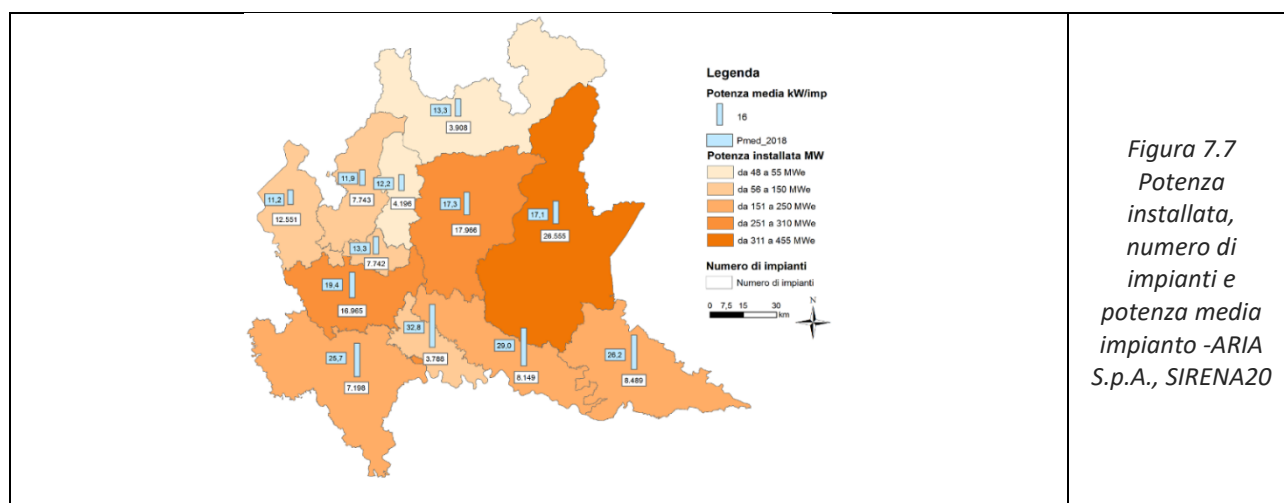 13,3
3.908
11,9
7.743
12,2
4.196
11,2
12.551
17,3
17.966
17,1
26.555
13,3
7.742
19,4
16.965
32,8
3.788
29,0
8.149
26,2
8.489
25,7
7.198
Legenda
Potenza media kW/imp
16
Pmed_2018
Potenza installata MW
da 48 a 55 MWe
da 56 a 150 MWe
da 151 a 250 MWe
da 251 a 310 MWe
da 311 a 455 MWe
Numero di impianti
Numero di impianti
0 7,5 15 30
km
N
Figura 7.7
Potenza
installata,
numero di
impianti e
potenza media
impianto -ARIA
S.p.A., SIRENA20